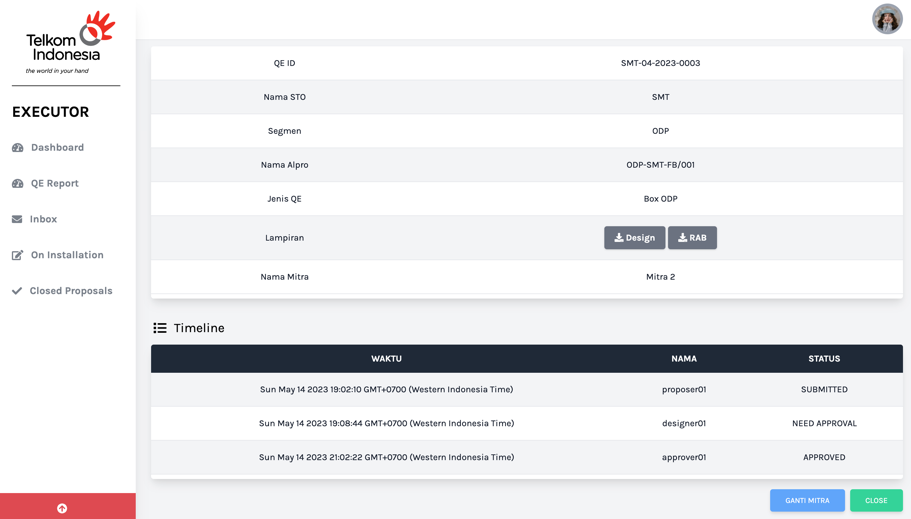 Telkom
Indonesia
the world in your hand
EXECUTOR
Dashboard
QE Report
Inbox
On Installation
Closed Proposals
QE ID SMT-04-2023-0003
Nama STO SMT
Segmen ODP
Nama Alpro ODP-SMT-FB/001
Jenis QE Box ODP
Lampiran Design RAB
Nama Mitra Mitra 2
Timeline
WAKTU NAMA STATUS
Sun May 14 2023 19:02:10 GMT+0700 (Western Indonesia Time) proposer01 SUBMITTED
Sun May 14 2023 19:08:44 GMT+0700 (Western Indonesia Time) designer01 NEED APPROVAL
Sun May 14 2023 21:02:22 GMT+0700 (Western Indonesia Time) approver01 APPROVED
GANTI MITRA CLOSE